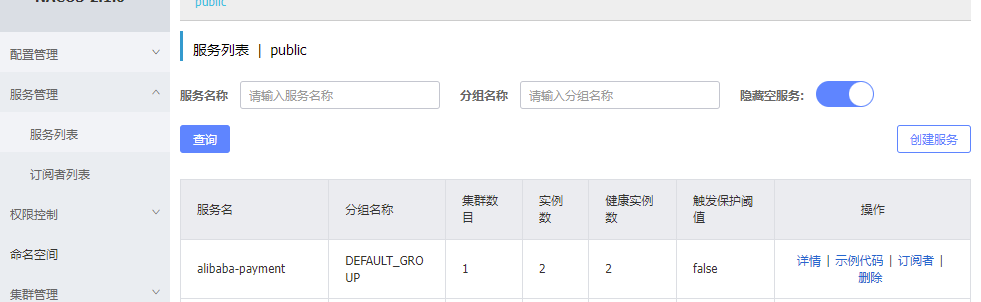 NACOS 2.1.0
public
配置管理
服务列表 | public
服务管理
服务名称
请输入服务名称
分组名称
请输入分组名称
隐藏空服务:
服务列表
查询
创建服务
订阅者列表
权限控制
服务名
分组名称
集群数
目
实例
数
健康实例
数
触发保护阈
值
操作
命名空间
alibaba-payment
DEFAULT_GRO
UP
1
2
2
false
详情 | 示例代码 | 订阅者 |
删除
集群管理